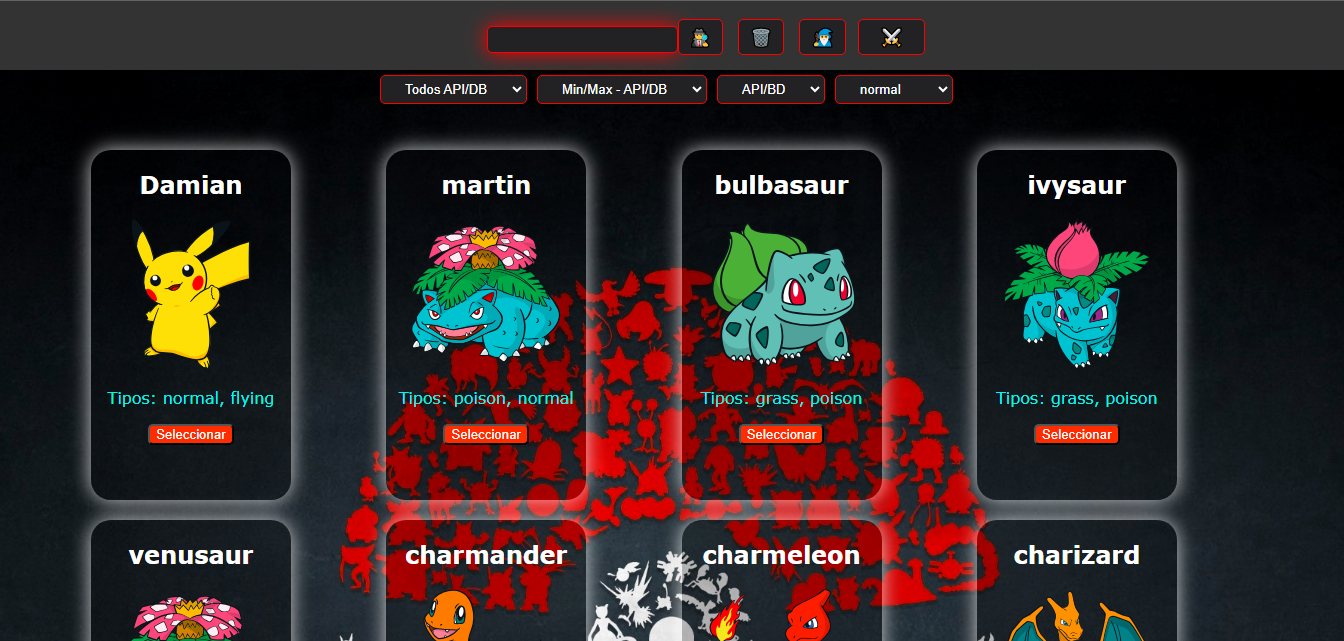 Todos API/DB Min/Max - API/DB API/BD normal
Damian martin bulbasaur ivysaur
Tipos: normal, flying Tipos: poison, normal Tipos: grass, poison Tipos: grass, poison
Seleccionar Seleccionar Seleccionar Seleccionar
venusaur charmander charmeleon charizard